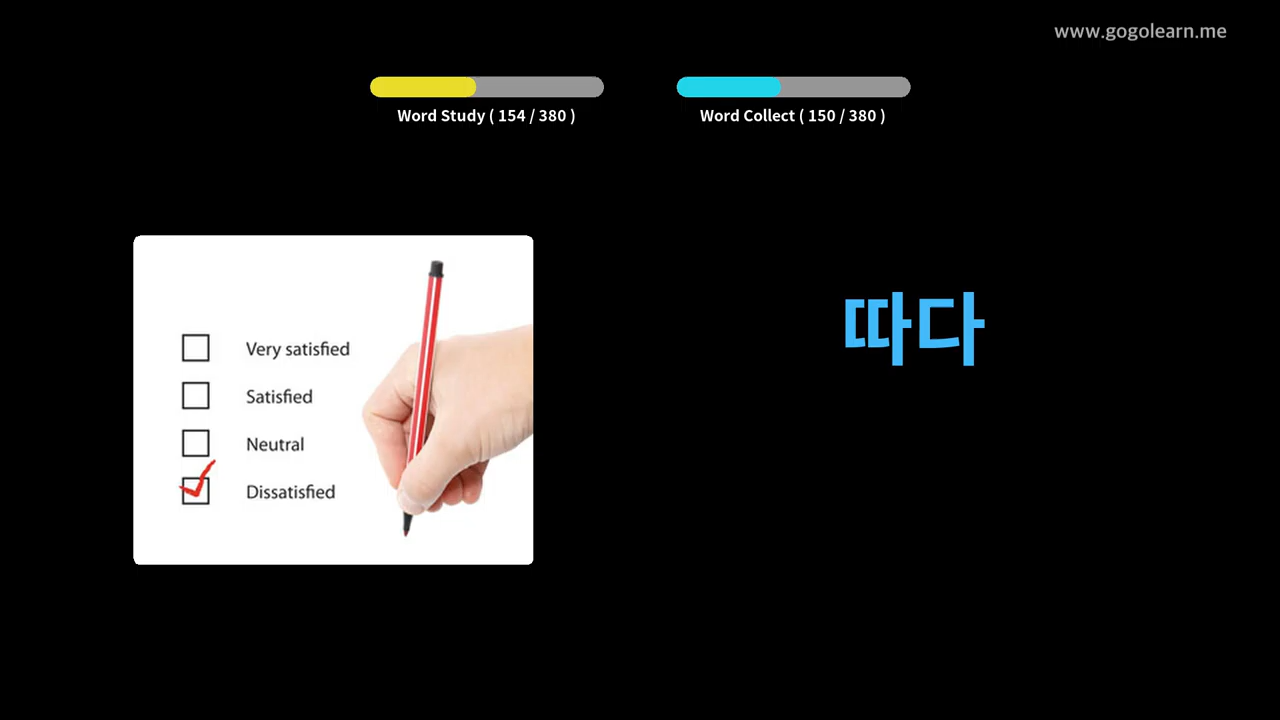 www.gogolearn.me
Word Study ( 154 / 380 )
Word Collect ( 150 / 380 )
Very satisfied
Satisfied
Neutral
Dissatisfied
따다